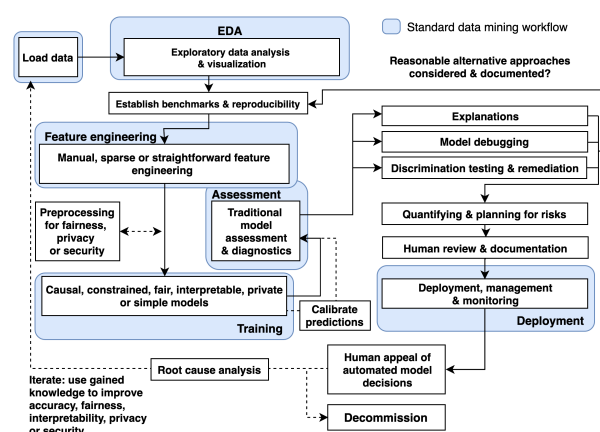 EDA
Standard data mining workflow
Load data
Exploratory data analysis
& visualization
Reasonable alternative approaches
considered & documented?
Establish benchmarks & reproducibility
Explanations
Feature engineering
Model debugging
Manual, sparse or straightforward feature
engineering
Discrimination testing & remediation
Assessment
Preprocessing
for fairness,
privacy
or security
Traditional
model
assessment
& diagnostics
Quantifying & planning for risks
Human review & documentation
Causal, constrained, fair, interpretable, private
or simple models
Deployment, management
& monitoring
Training
Calibrate
predictions
Deployment
Root cause analysis
Human appeal of
automated model
decisions
Iterate: use gained
knowledge to improve
accuracy, fairness,
interpretability, privacy
or security
Decommission